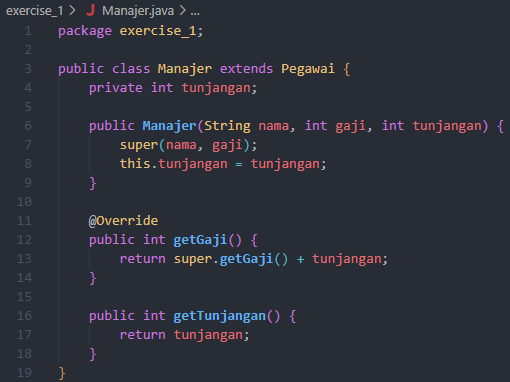 exercise_1 > J Manajer.java > ...
1 package exercise_1;
2
3 public class Manajer extends Pegawai {
4     private int tunjangan;
5
6     public Manajer(String nama, int gaji, int tunjangan) {
7         super(nama, gaji);
8         this.tunjangan = tunjangan;
9     }
10
11     @Override
12     public int getGaji() {
13         return super.getGaji() + tunjangan;
14     }
15
16     public int getTunjangan() {
17         return tunjangan;
18     }
19 }